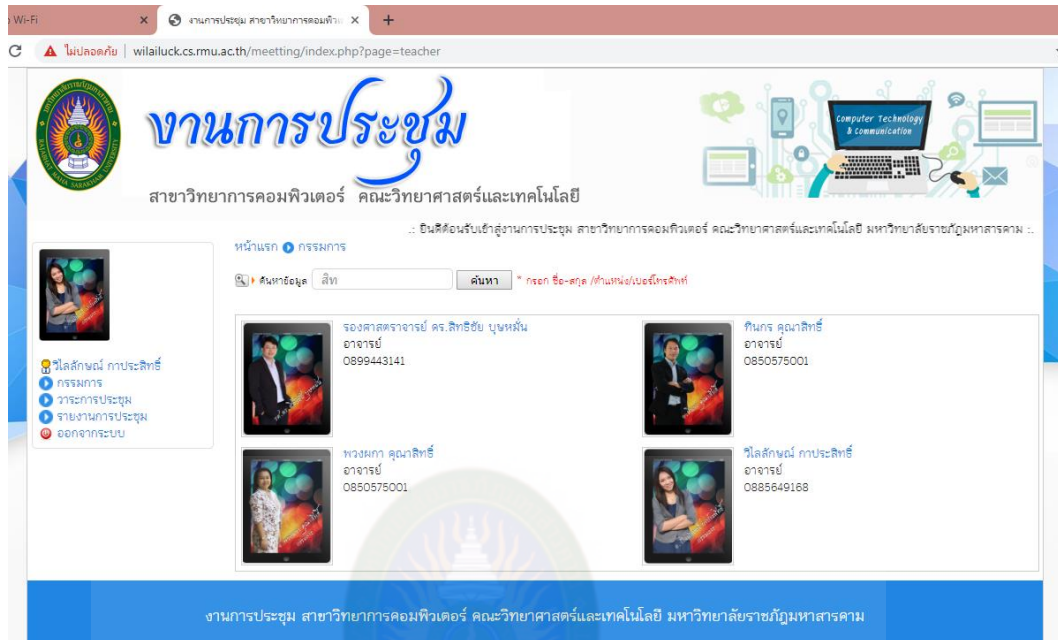 Wi-Fi
งานการประชุม สาขาวิทยาการคอมพิวเ
ไม่ปลอดภัย | wilailuck.cs.rmu.ac.th/meetting/index.php?page=teacher
งานการประชุม
สาขาวิทยาการคอมพิวเตอร์ คณะวิทยาศาสตร์และเทคโนโลยี
Computer Technology
& Communication
.: ยินดีต้อนรับเข้าสู่งานการประชุม สาขาวิทยาการคอมพิวเตอร์ คณะวิทยาศาสตร์และเทคโนโลยี มหาวิทยาลัยราชภัฏมหาสารคาม :.
หน้าแรก กรรมการ
ค้นหาข้อมูล สิท ค้นหา * กรอก ชื่อ-สกุล /ตำแหน่ง/เบอร์โทรศัพท์
วิไลลักษณ์ กาประสิทธิ์
กรรมการ
วาระการประชุม
รายงานการประชุม
ออกจากระบบ
รองศาสตราจารย์ ดร.สิทธิชัย บุษหมั่น
อาจารย์
0899443141
ทินกร คุณาสิทธิ์
อาจารย์
0850575001
พวงผกา คุณาสิทธิ์
อาจารย์
0850575001
วิไลลักษณ์ กาประสิทธิ์
อาจารย์
0885649168
งานการประชุม สาขาวิทยาการคอมพิวเตอร์ คณะวิทยาศาสตร์และเทคโนโลยี มหาวิทยาลัยราชภัฏมหาสารคาม